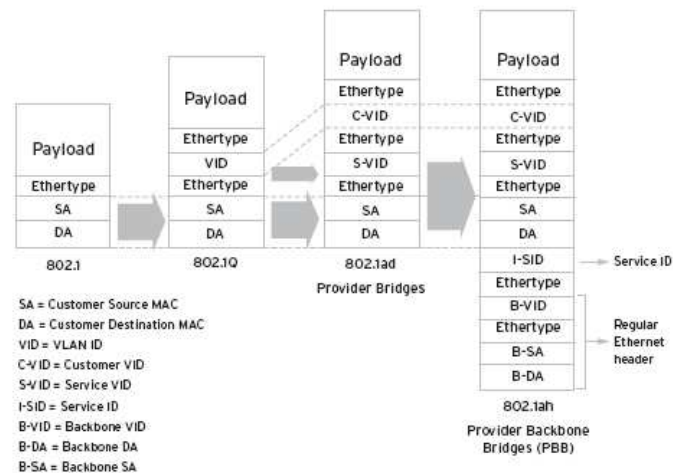 Payload
Ethertype
SA
DA
802.1
Payload
Ethertype
VID
Ethertype
SA
DA
802.1Q
Payload
Ethertype
C-VID
Ethertype
S-VID
Ethertype
SA
DA
802.1ad
Provider Bridges
Payload
Ethertype
C-VID
Ethertype
S-VID
Ethertype
SA
DA
I-SID
Ethertype
B-VID
Ethertype
B-SA
B-DA
802.1ah
Provider Backbone
Bridges (PBB)
Service ID
Regular
Ethernet
header
SA = Customer Source MAC
DA = Customer Destination MAC
VID = VLAN ID
C-VID = Customer VID
S-VID = Service VID
I-SID = Service ID
B-VID = Backbone VID
B-DA = Backbone DA
B-SA = Backbone SA